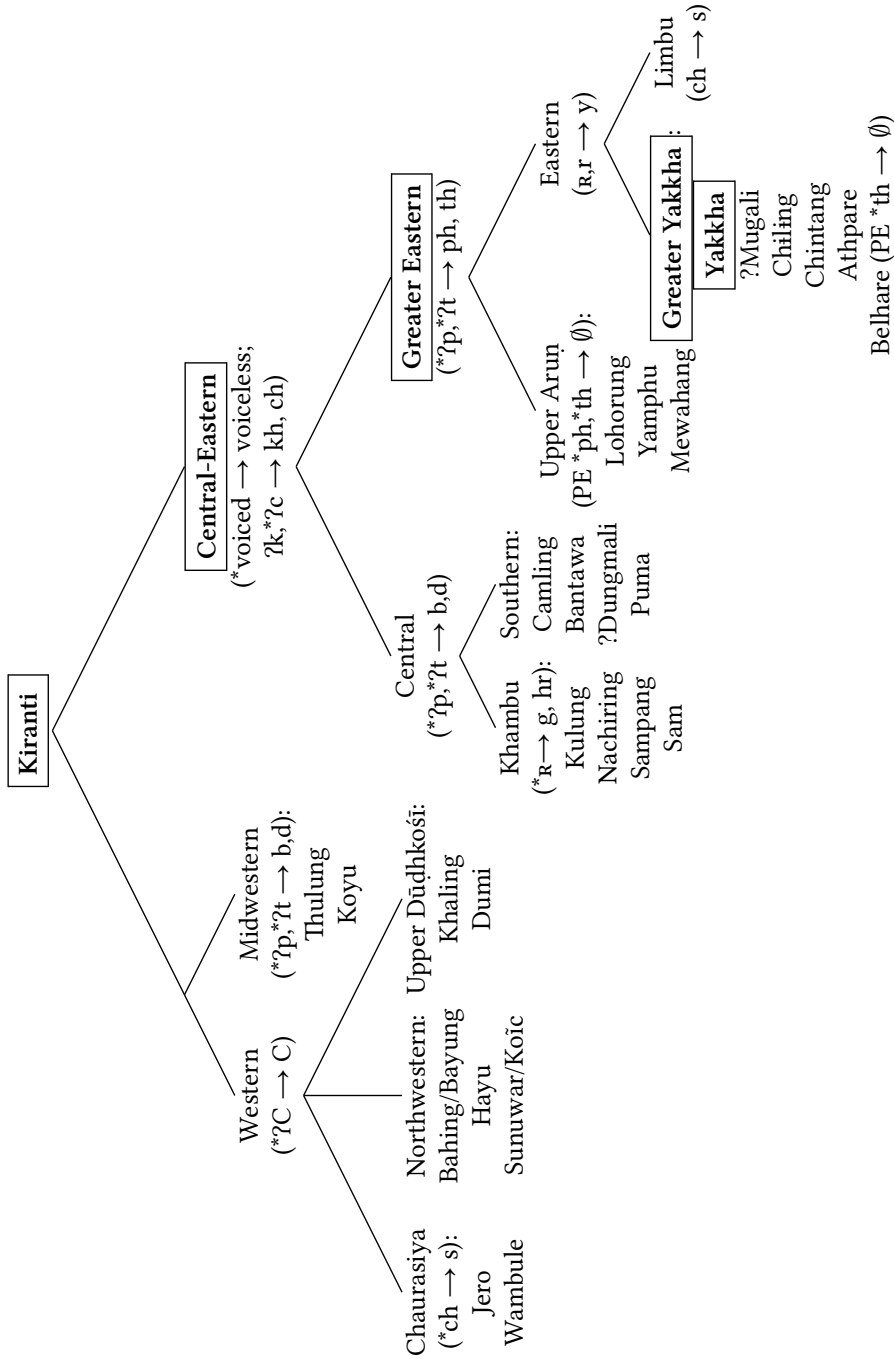 Kiranti
Western
(*ʔC → C)
Midwestern
(*ʔp,*ʔt → b,d):
Thulung
Koyu
Chaurasiya
(*ch → s):
Jero
Wambule
Northwestern:
Bahing/Bayung
Hayu
Sunuwar/Koĩc
Upper Dūḍhkośī:
Khaling
Dumi
Central-Eastern
(*voiced → voiceless;
ʔk,*ʔc → kh, ch)
Central
(*ʔp,*ʔt → b,d)
Khambu
(*ʀ→ g, hr):
Kulung
Nachiring
Sampang
Sam
Southern:
Camling
Bantawa
?Dungmali
Puma
Greater Eastern
(*ʔp,*ʔt → ph, th)
Upper Aruṇ
(PE *ph,*th → ∅):
Lohorung
Yamphu
Mewahang
Eastern
(ʀ,r → y)
Greater Yakkha :
Yakkha
?Mugali
Chiling
Chintang
Athpare
Belhare (PE *th → ∅)
Limbu
(ch → s)